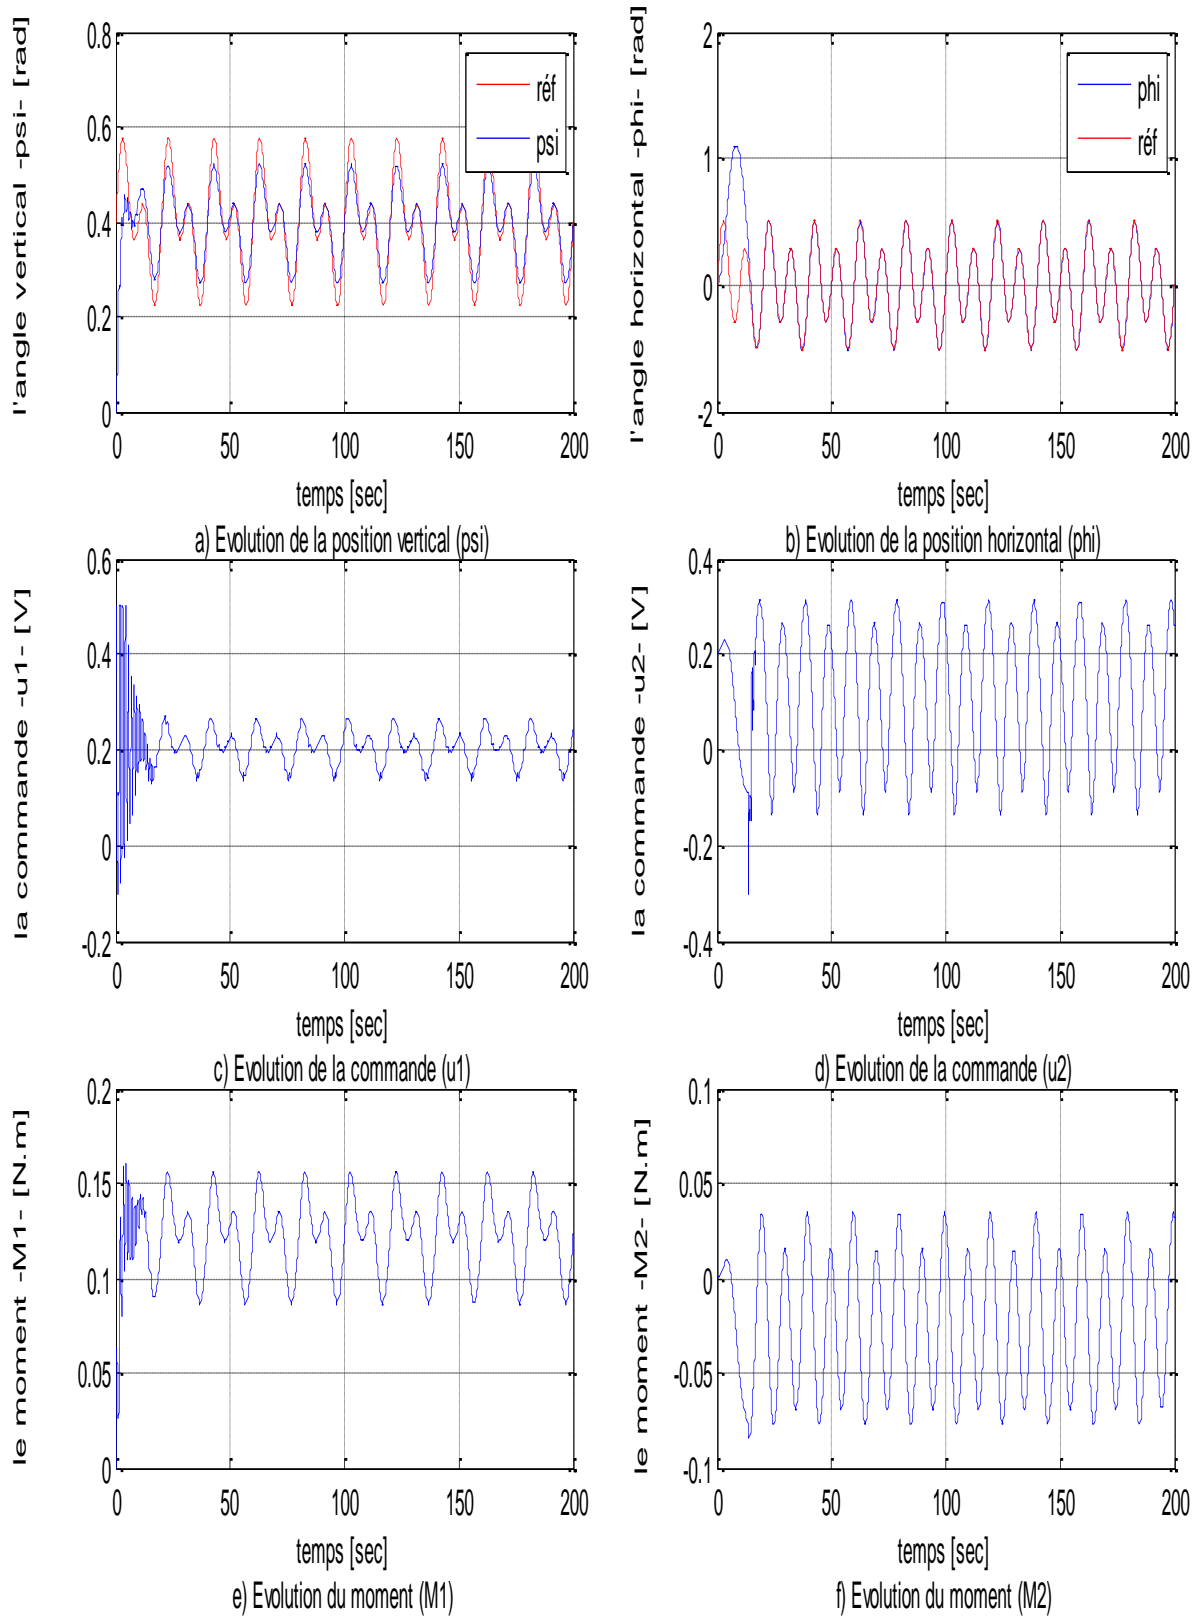 l'angle vertical -psi- [rad]
0.8
0.6
0.4
0.2
0
0
50
100
150
200
réf
psi
temps [sec]
a) Evolution de la position vertical (psi)
l'angle horizontal -phi- [rad]
2
1
0
-2
0
50
100
150
200
phi
réf
temps [sec]
b) Evolution de la position horizontal (phi)
la commande -u1- [V]
0.6
0.4
0.2
0
-0.2
0
50
100
150
200
temps [sec]
c) Evolution de la commande (u1)
la commande -u2- [V]
0.4
0.2
0
-0.2
-0.4
0
50
100
150
200
temps [sec]
d) Evolution de la commande (u2)
le moment -M1- [N.m]
0.2
0.15
0.1
0.05
0
0
50
100
150
200
temps [sec]
e) Evolution du moment (M1)
le moment -M2- [N.m]
0.1
0.05
0
-0.05
-0.1
0
50
100
150
200
temps [sec]
f) Evolution du moment (M2)